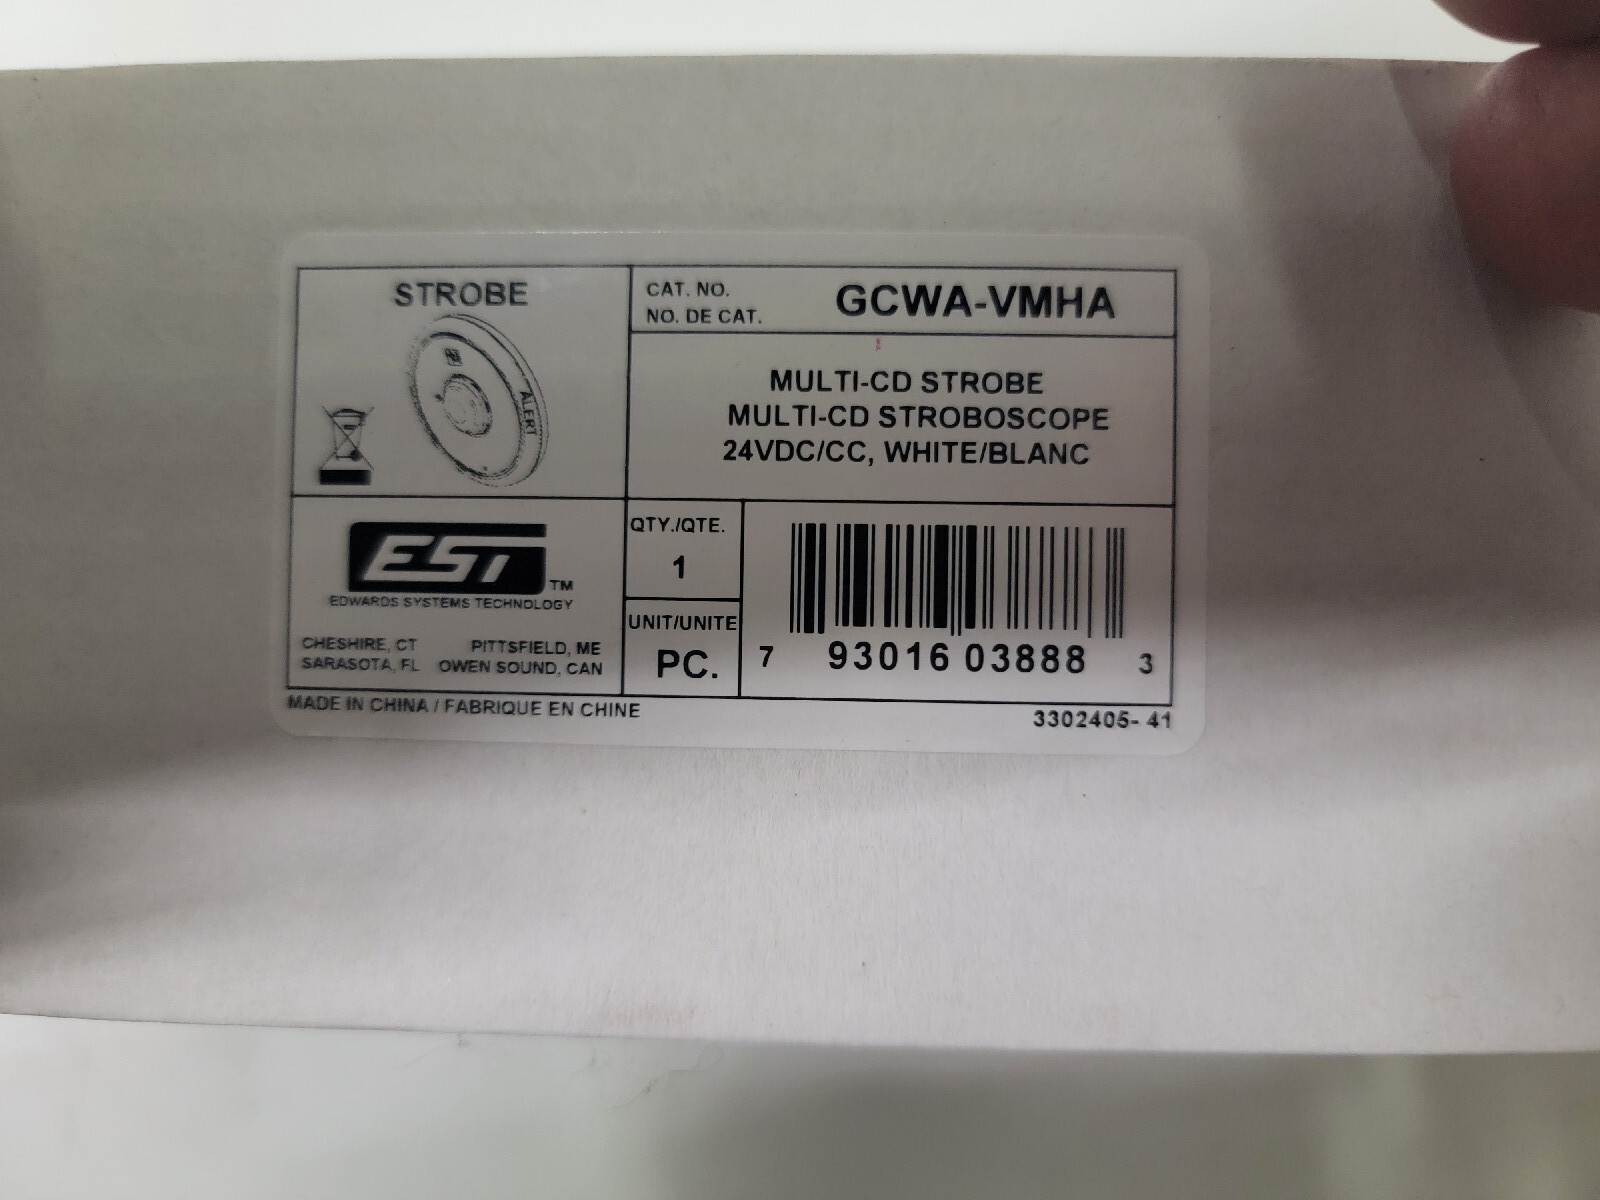 STROBE
ALERT
CAT. NO.
NO. DE CAT.
GCWA-VMHA
MULTI-CD STROBE
MULTI-CD STROBOSCOPE
24VDC/CC, WHITE/BLANC
EST TM
EDWARDS SYSTEMS TECHNOLOGY
CHESHIRE, CT PITTSFIELD, ME
SARASOTA, FL OWEN SOUND, CAN
QTY./QTE.
1
UNIT/UNITE
PC.
7 93016 03888 3
MADE IN CHINA / FABRIQUE EN CHINE
3302405- 41